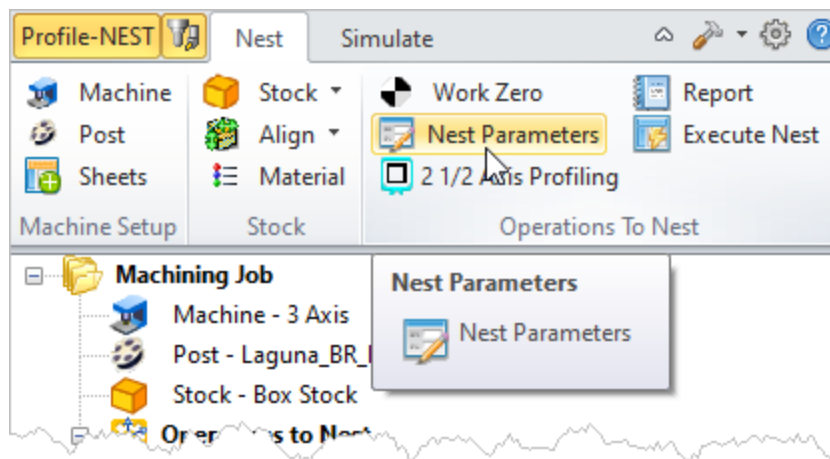 Profile-NEST Nest Simulate
Machine Stock Work Zero Report
Post Align Nest Parameters Execute Nest
Sheets Material 2 1/2 Axis Profiling
Machine Setup Stock Operations To Nest
Machining Job
Nest Parameters
Machine - 3 Axis
Nest Parameters
Post - Laguna_BR_
Stock - Box Stock
to Nest